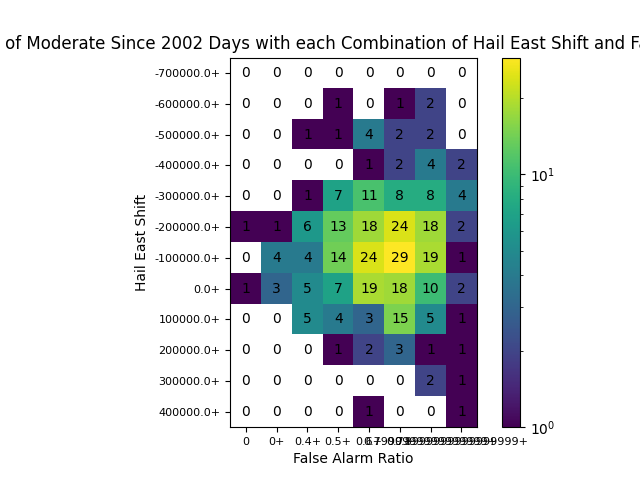 of Moderate Since 2002 Days with each Combination of Hail East Shift and Fa
-700000.0+ 0 0 0 0 0 0 0 0
-600000.0+ 0 0 0 1 0 1 2 0
-500000.0+ 0 0 1 1 4 2 2 0
-400000.0+ 0 0 0 0 1 2 4 2
-300000.0+ 0 0 1 7 11 8 8 4
-200000.0+ 1 1 6 13 18 24 18 2
-100000.0+ 0 4 4 14 24 29 19 1
0.0+ 1 3 5 7 19 18 10 2
100000.0+ 0 0 5 4 3 15 5 1
200000.0+ 0 0 0 1 2 3 1 1
300000.0+ 0 0 0 0 0 0 2 1
400000.0+ 0 0 0 0 1 0 0 1
0 0+ 0.4+ 0.5+
False Alarm Ratio
Hail East Shift
10¹
10⁰